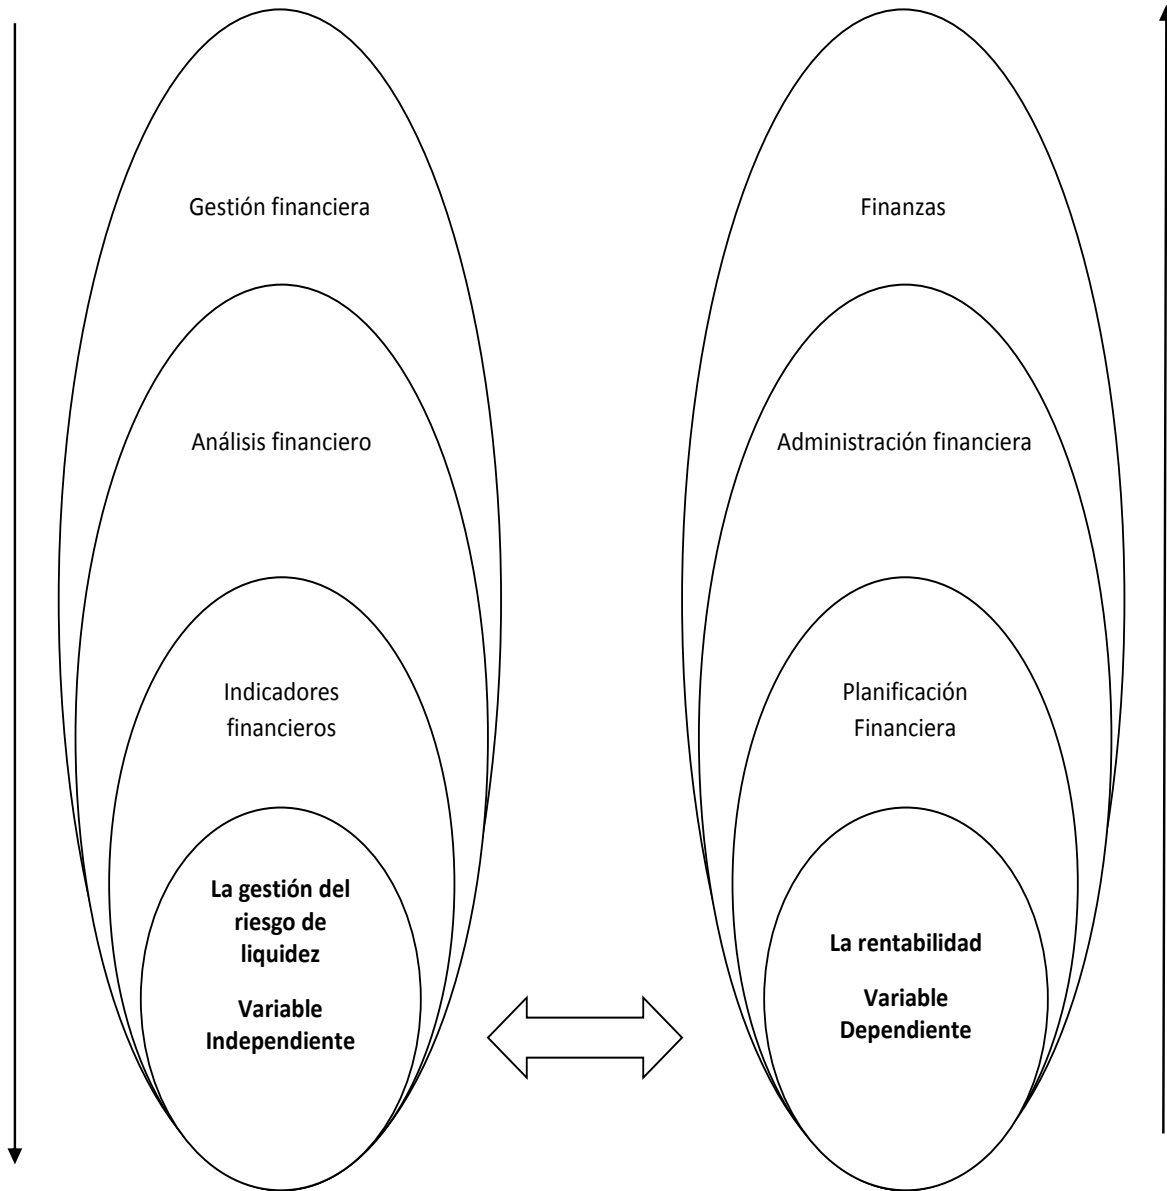 Gestión financiera
Análisis financiero
Indicadores
financieros
La gestión del
riesgo de
liquidez
Variable
Independiente
Finanzas
Administración financiera
Planificación
Financiera
La rentabilidad
Variable
Dependiente